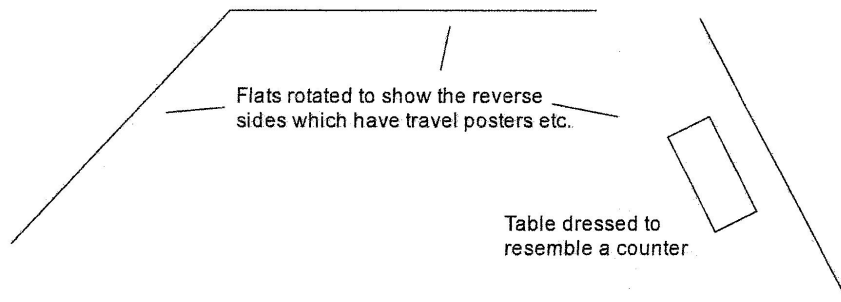 Flats rotated to show the reverse
sides which have travel posters etc.
Table dressed to
resemble a counter